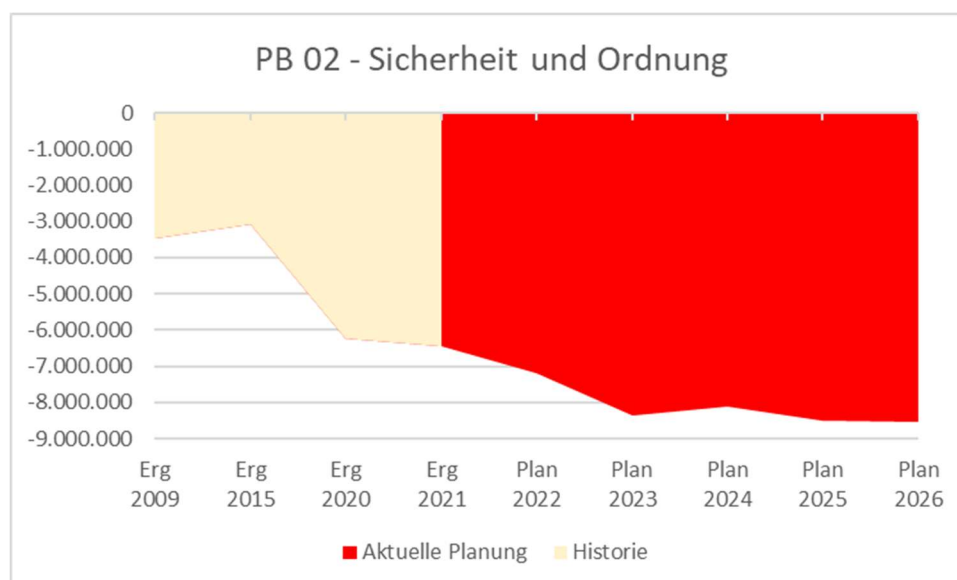 PB 02 - Sicherheit und Ordnung
0
-1.000.000
-2.000.000
-3.000.000
-4.000.000
-5.000.000
-6.000.000
-7.000.000
-8.000.000
-9.000.000
Erg Erg Erg Erg Plan Plan Plan Plan Plan
2009 2015 2020 2021 2022 2023 2024 2025 2026
Aktuelle Planung Historie